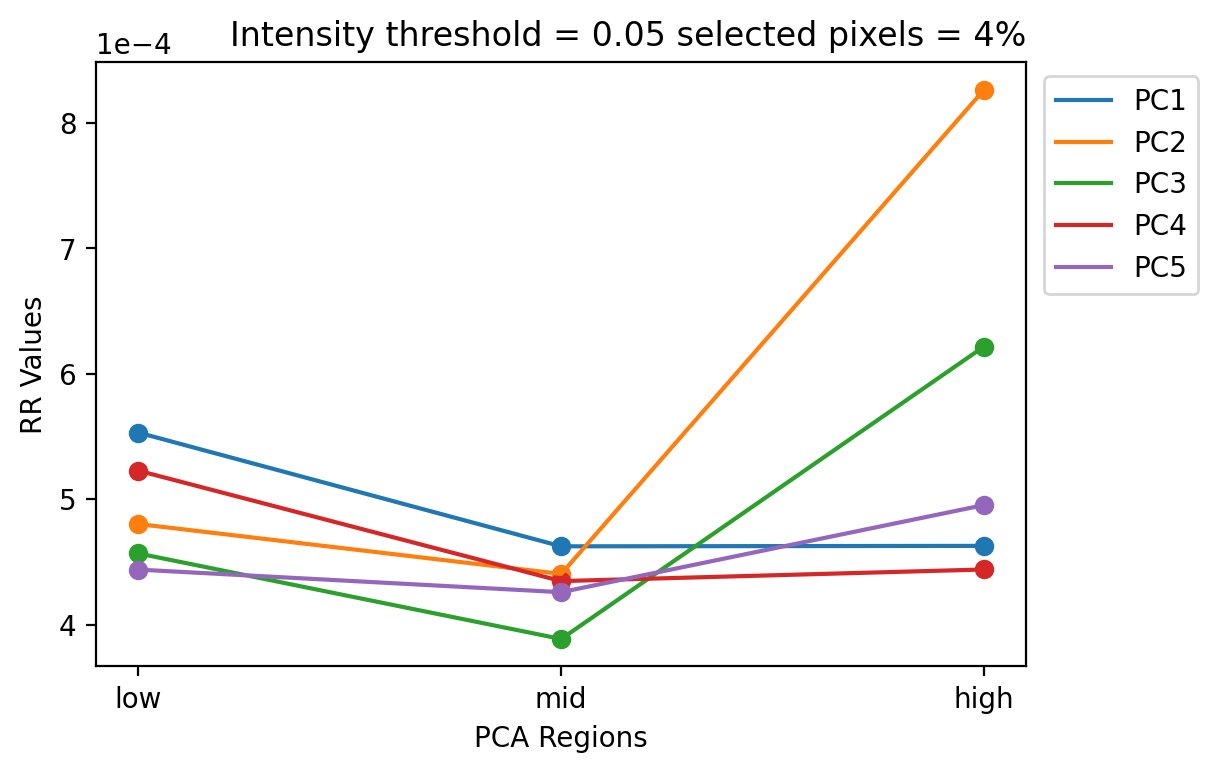 Intensity threshold = 0.05 selected pixels = 4%
1e−4
8
7
6
5
4
RR Values
low
mid
high
PCA Regions
PC1
PC2
PC3
PC4
PC5